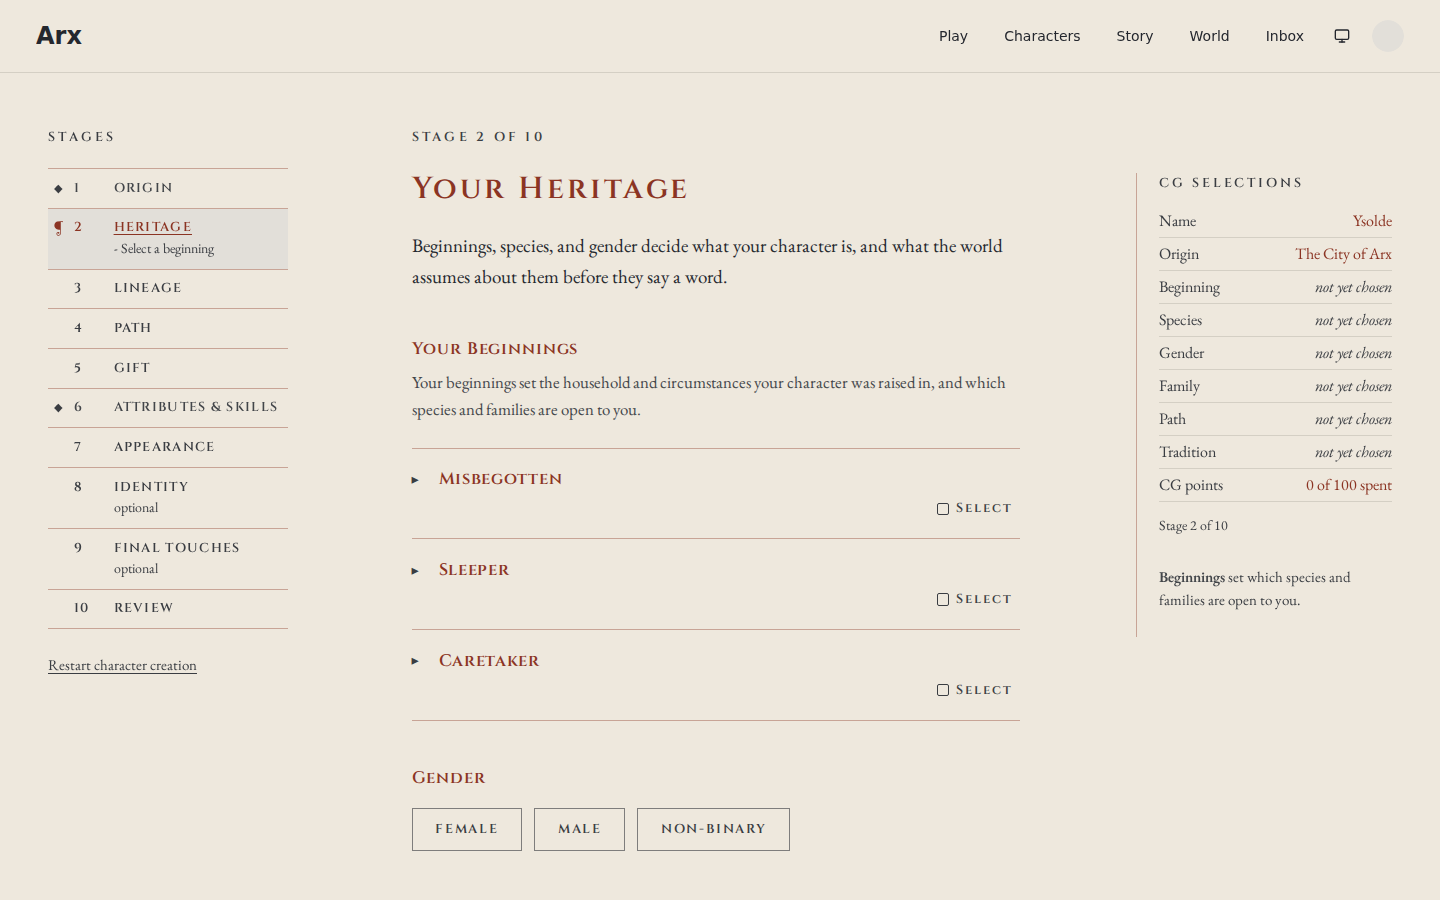 Arx
Play
Characters
Story
World
Inbox
STAGES
◆ 1 ORIGIN
¶ 2 HERITAGE
- Select a beginning
3 LINEAGE
4 PATH
5 GIFT
◆ 6 ATTRIBUTES & SKILLS
7 APPEARANCE
8 IDENTITY
optional
9 FINAL TOUCHES
optional
10 REVIEW
Restart character creation
STAGE 2 OF 10
Your Heritage
Beginnings, species, and gender decide what your character is, and what the world
assumes about them before they say a word.
Your Beginnings
Your beginnings set the household and circumstances your character was raised in, and which
species and families are open to you.
▸ Misbegotten
Select
▸ Sleeper
Select
▸ Caretaker
Select
Gender
FEMALE
MALE
NON-BINARY
CG SELECTIONS
Name Ysolde
Origin The City of Arx
Beginning not yet chosen
Species not yet chosen
Gender not yet chosen
Family not yet chosen
Path not yet chosen
Tradition not yet chosen
CG points 0 of 100 spent
Stage 2 of 10
Beginnings set which species and
families are open to you.